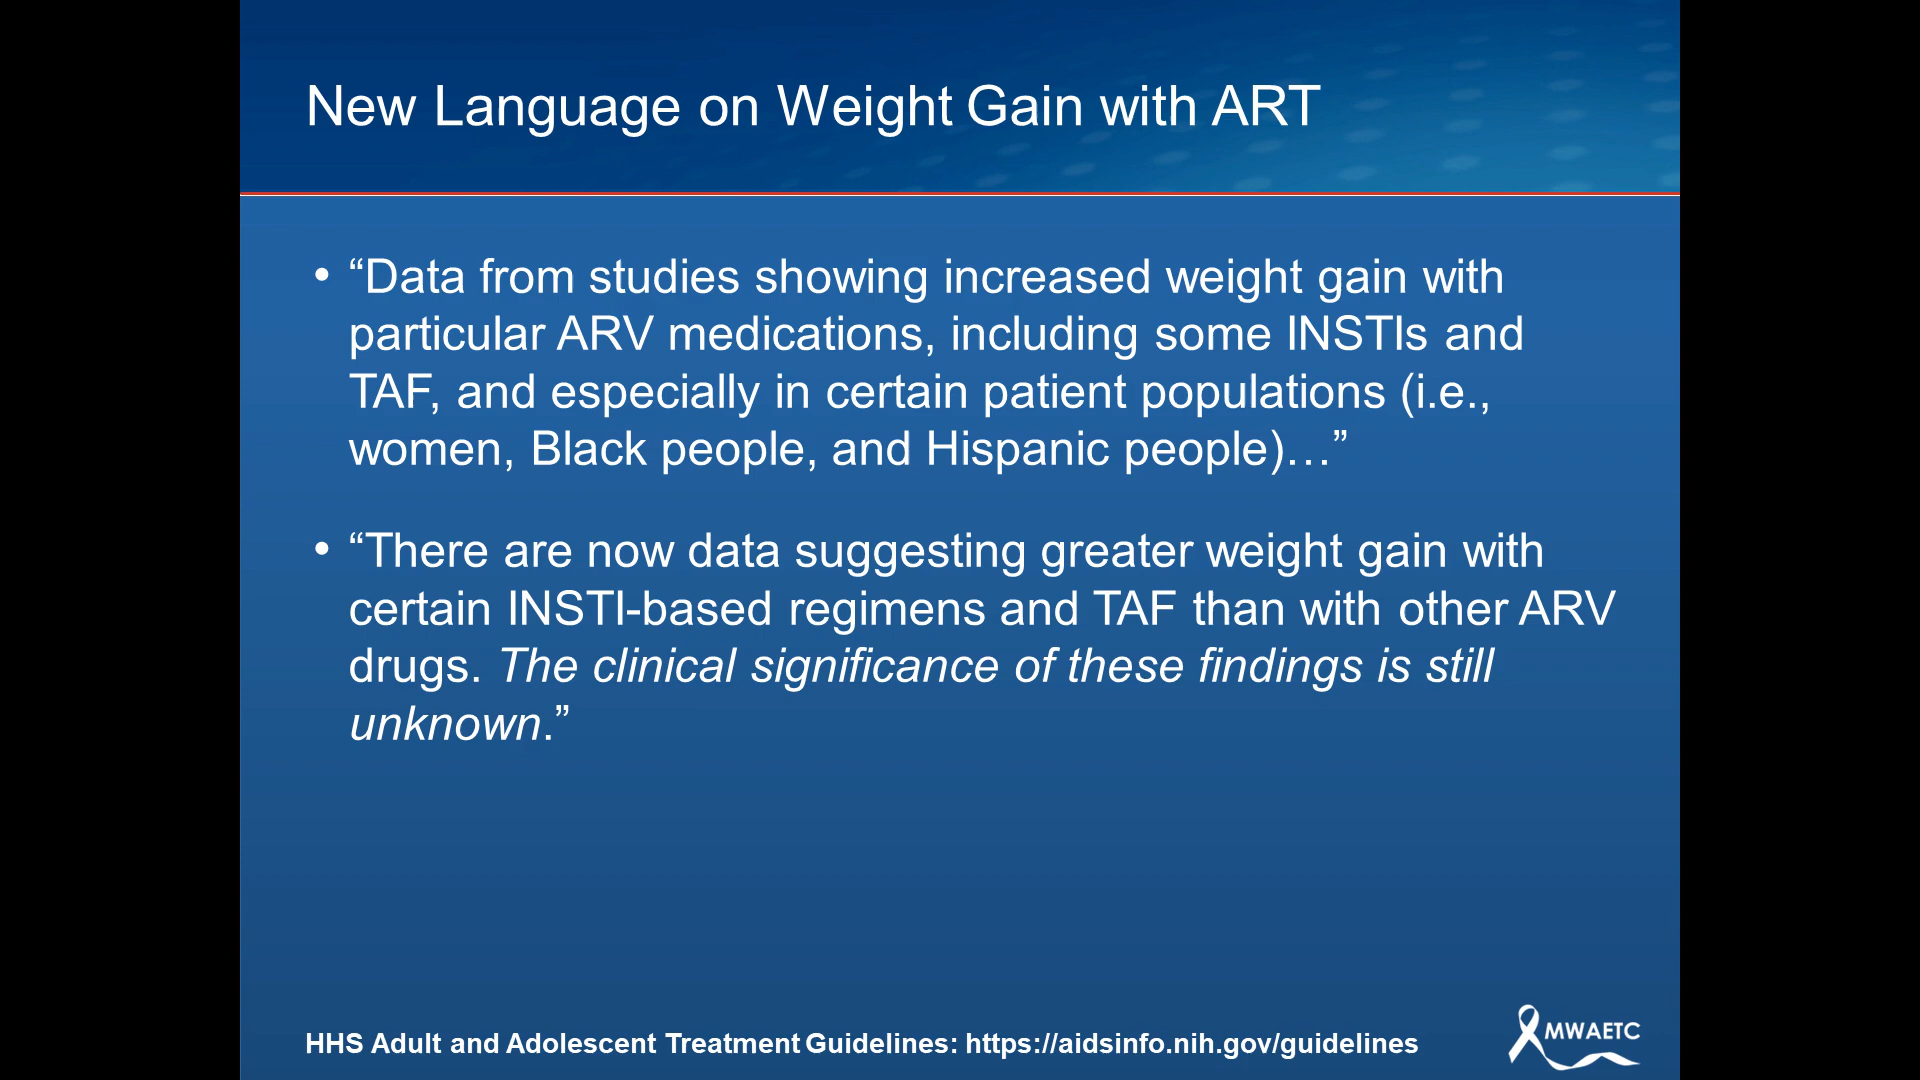 New Language on Weight Gain with ART
• “Data from studies showing increased weight gain with
particular ARV medications, including some INSTIs and
TAF, and especially in certain patient populations (i.e.,
women, Black people, and Hispanic people)…”
• “There are now data suggesting greater weight gain with
certain INSTI-based regimens and TAF than with other ARV
drugs. The clinical significance of these findings is still
unknown.”
HHS Adult and Adolescent Treatment Guidelines: https://aidsinfo.nih.gov/guidelines
MWAETC